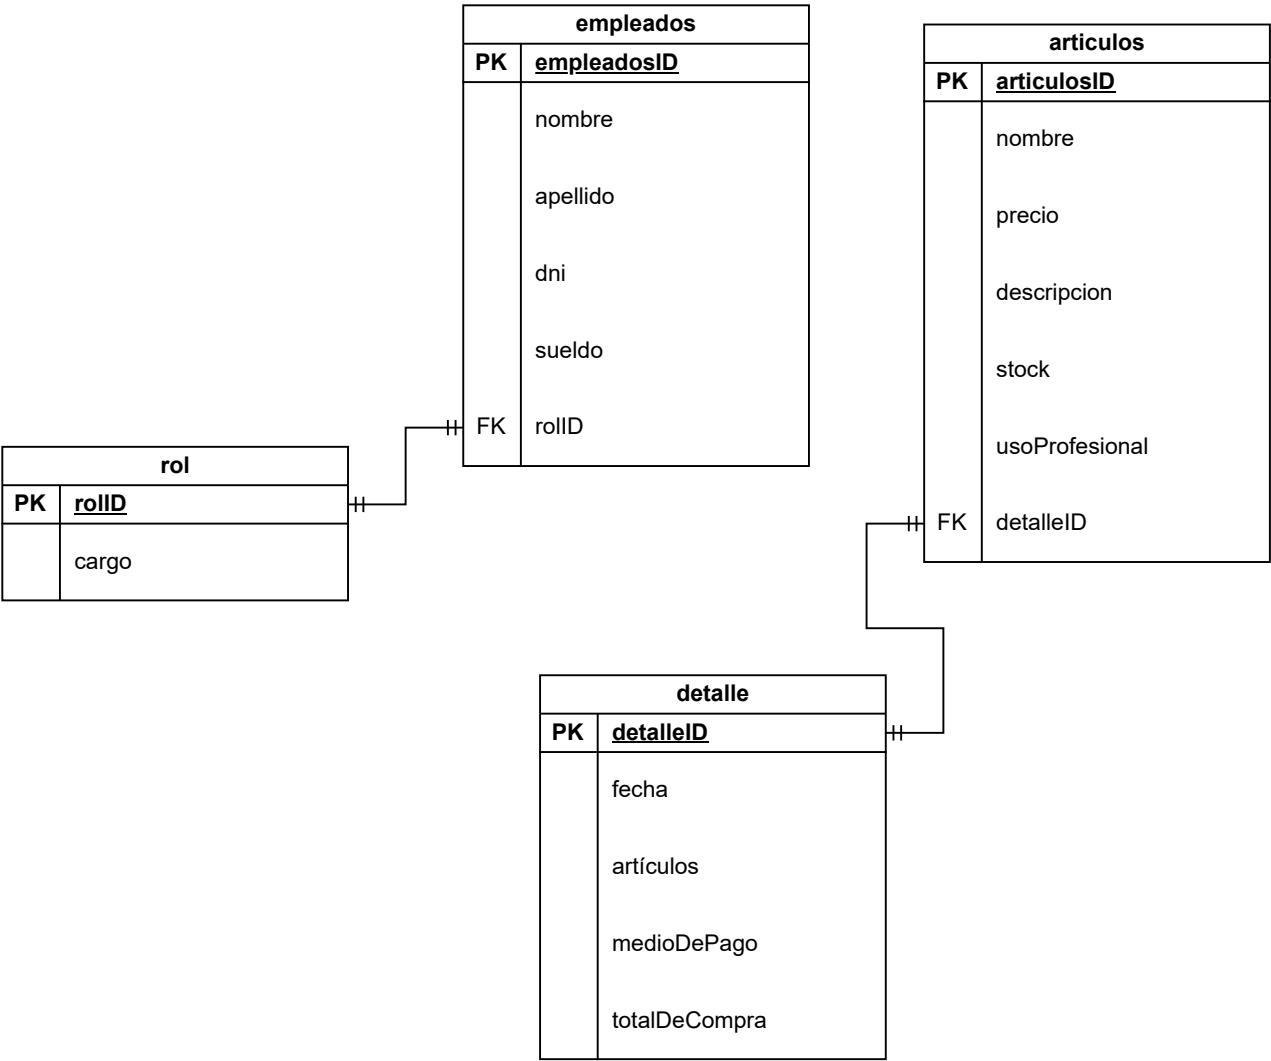 empleados
PK empleadosID
nombre
apellido
dni
sueldo
FK rolID
articulos
PK articulosID
nombre
precio
descripcion
stock
usoProfesional
FK detalleID
rol
PK rolID
cargo
detalle
PK detalleID
fecha
artículos
medioDePago
totalDeCompra